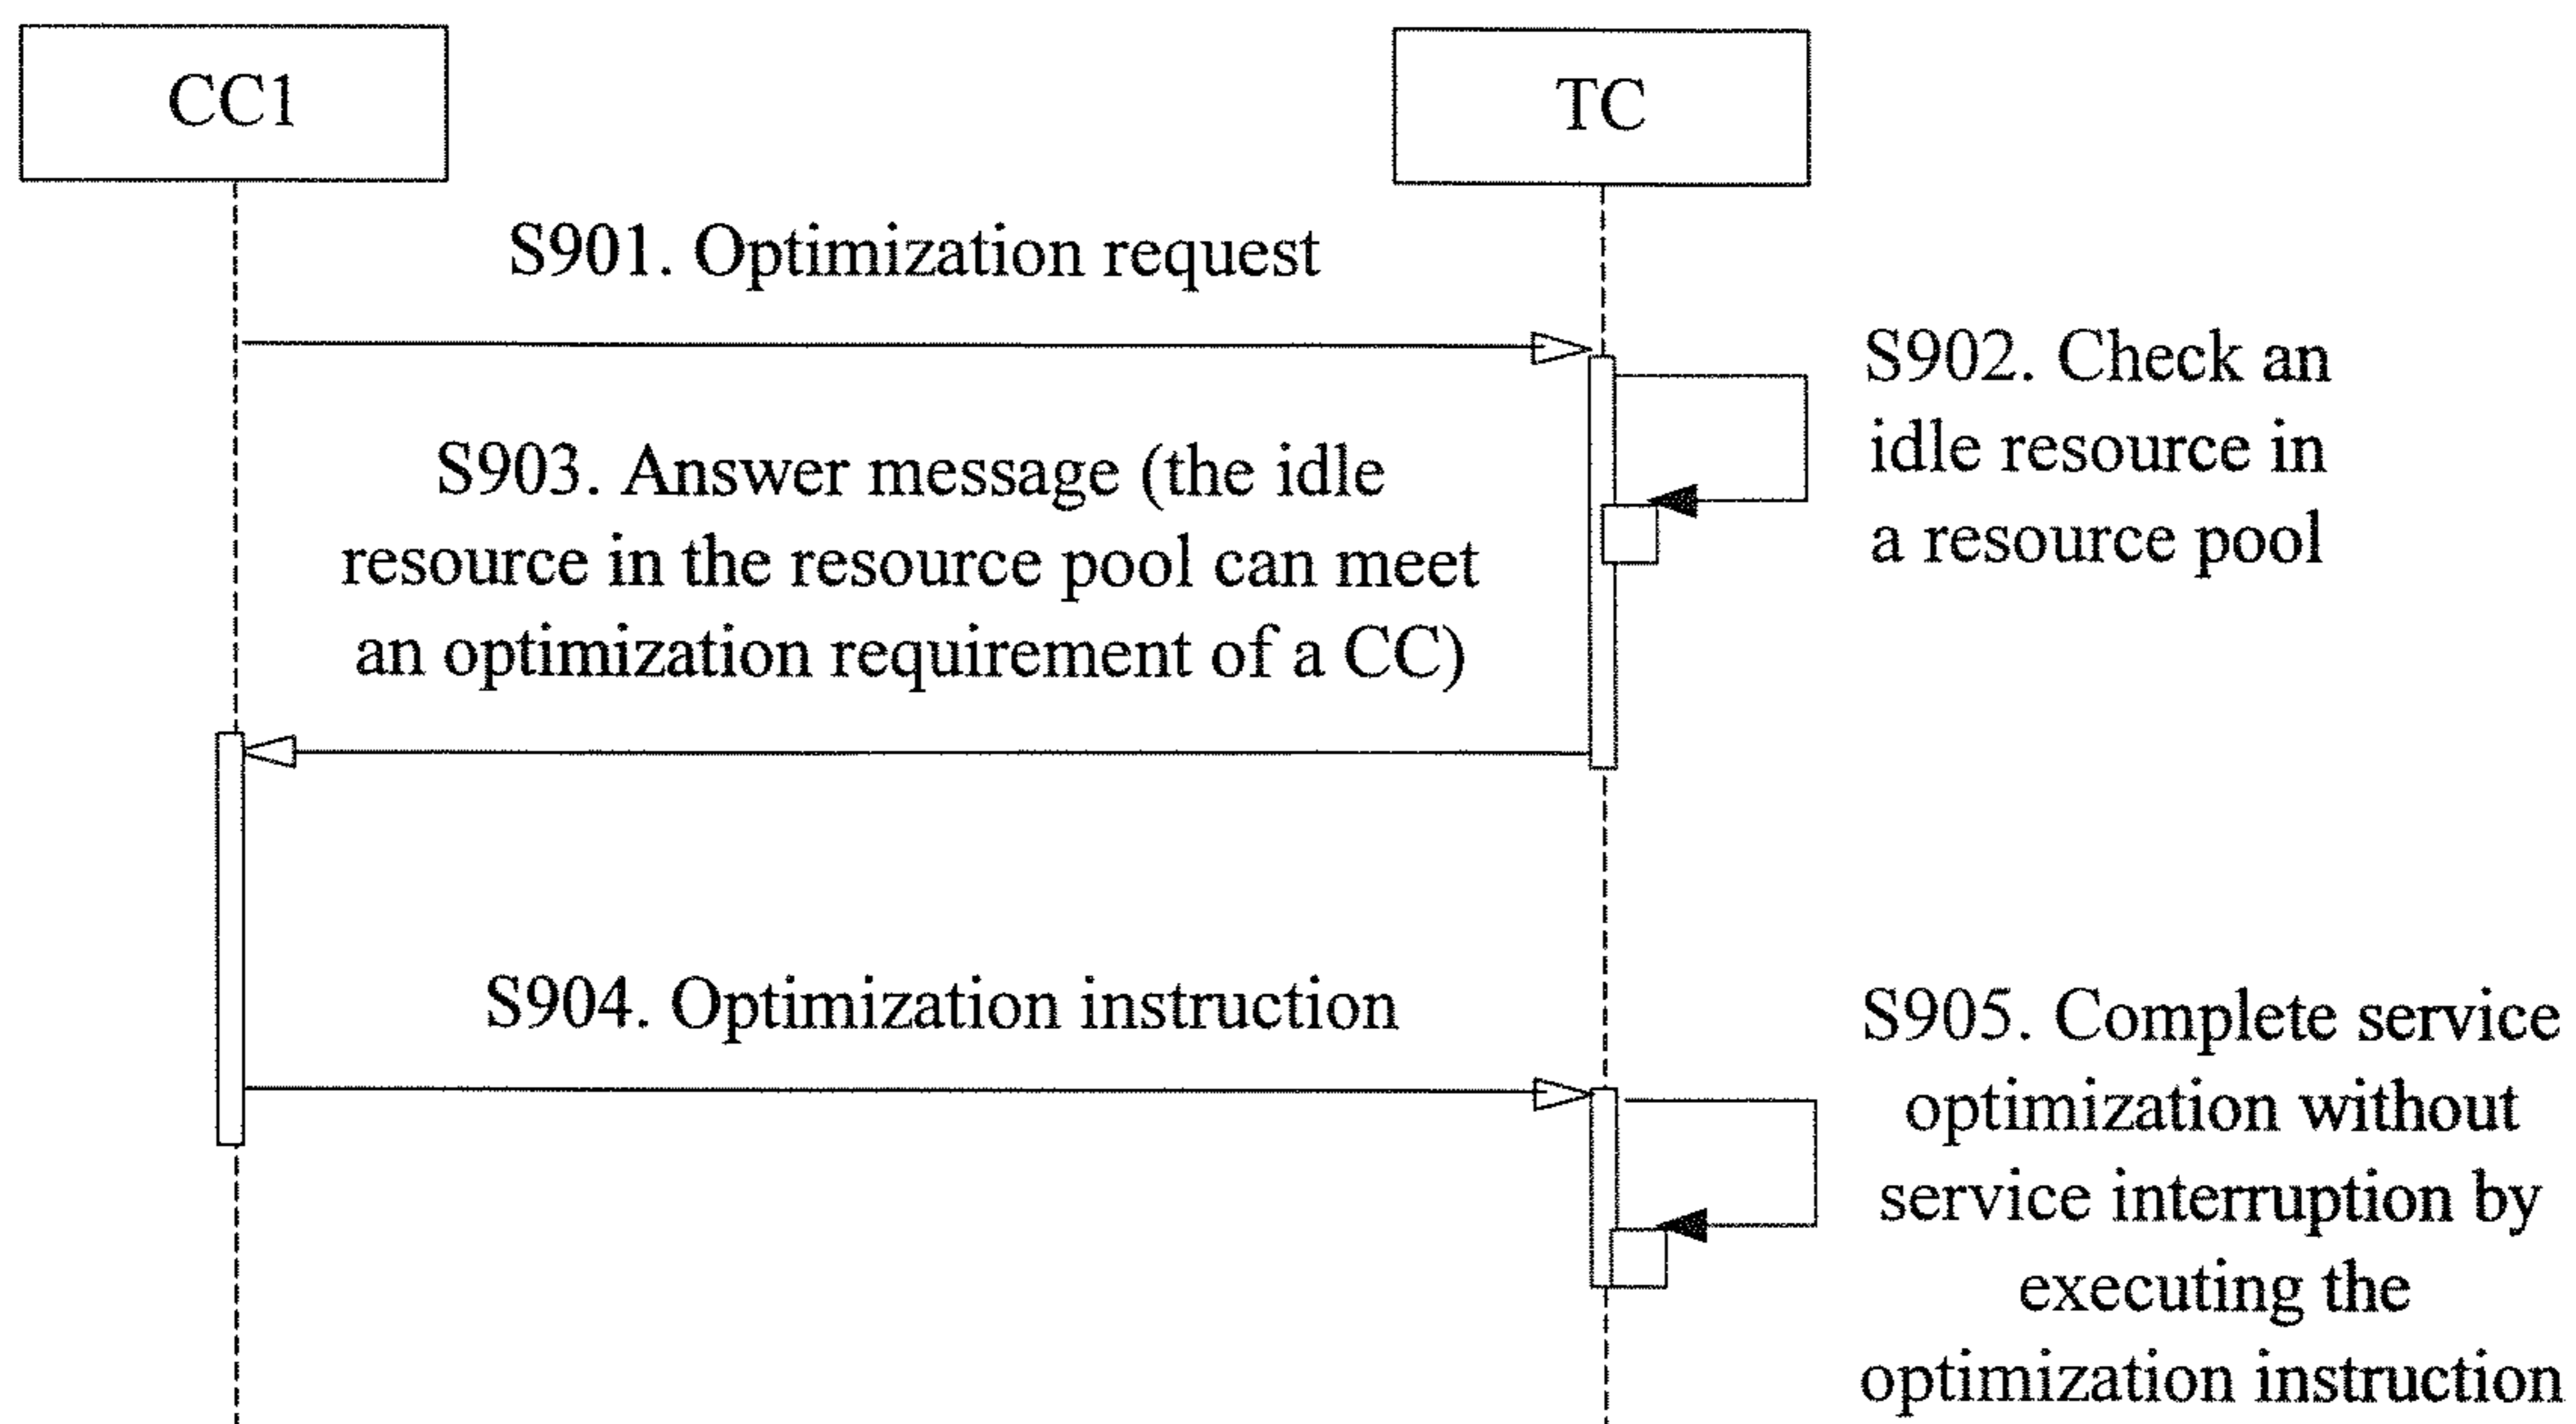 CC1
TC
S901. Optimization request
S902. Check an
idle resource in
a resource pool
S903. Answer message (the idle
resource in the resource pool can meet
an optimization requirement of a CC)
S904. Optimization instruction
S905. Complete service
optimization without
service interruption by
executing the
optimization instruction